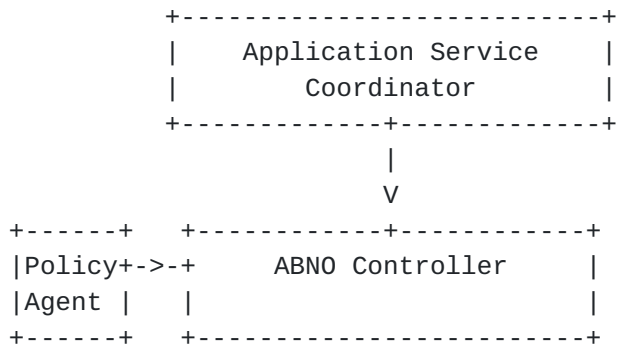 Application Service
Coordinator
|
V
Policy+->-+ ABNO Controller
Agent